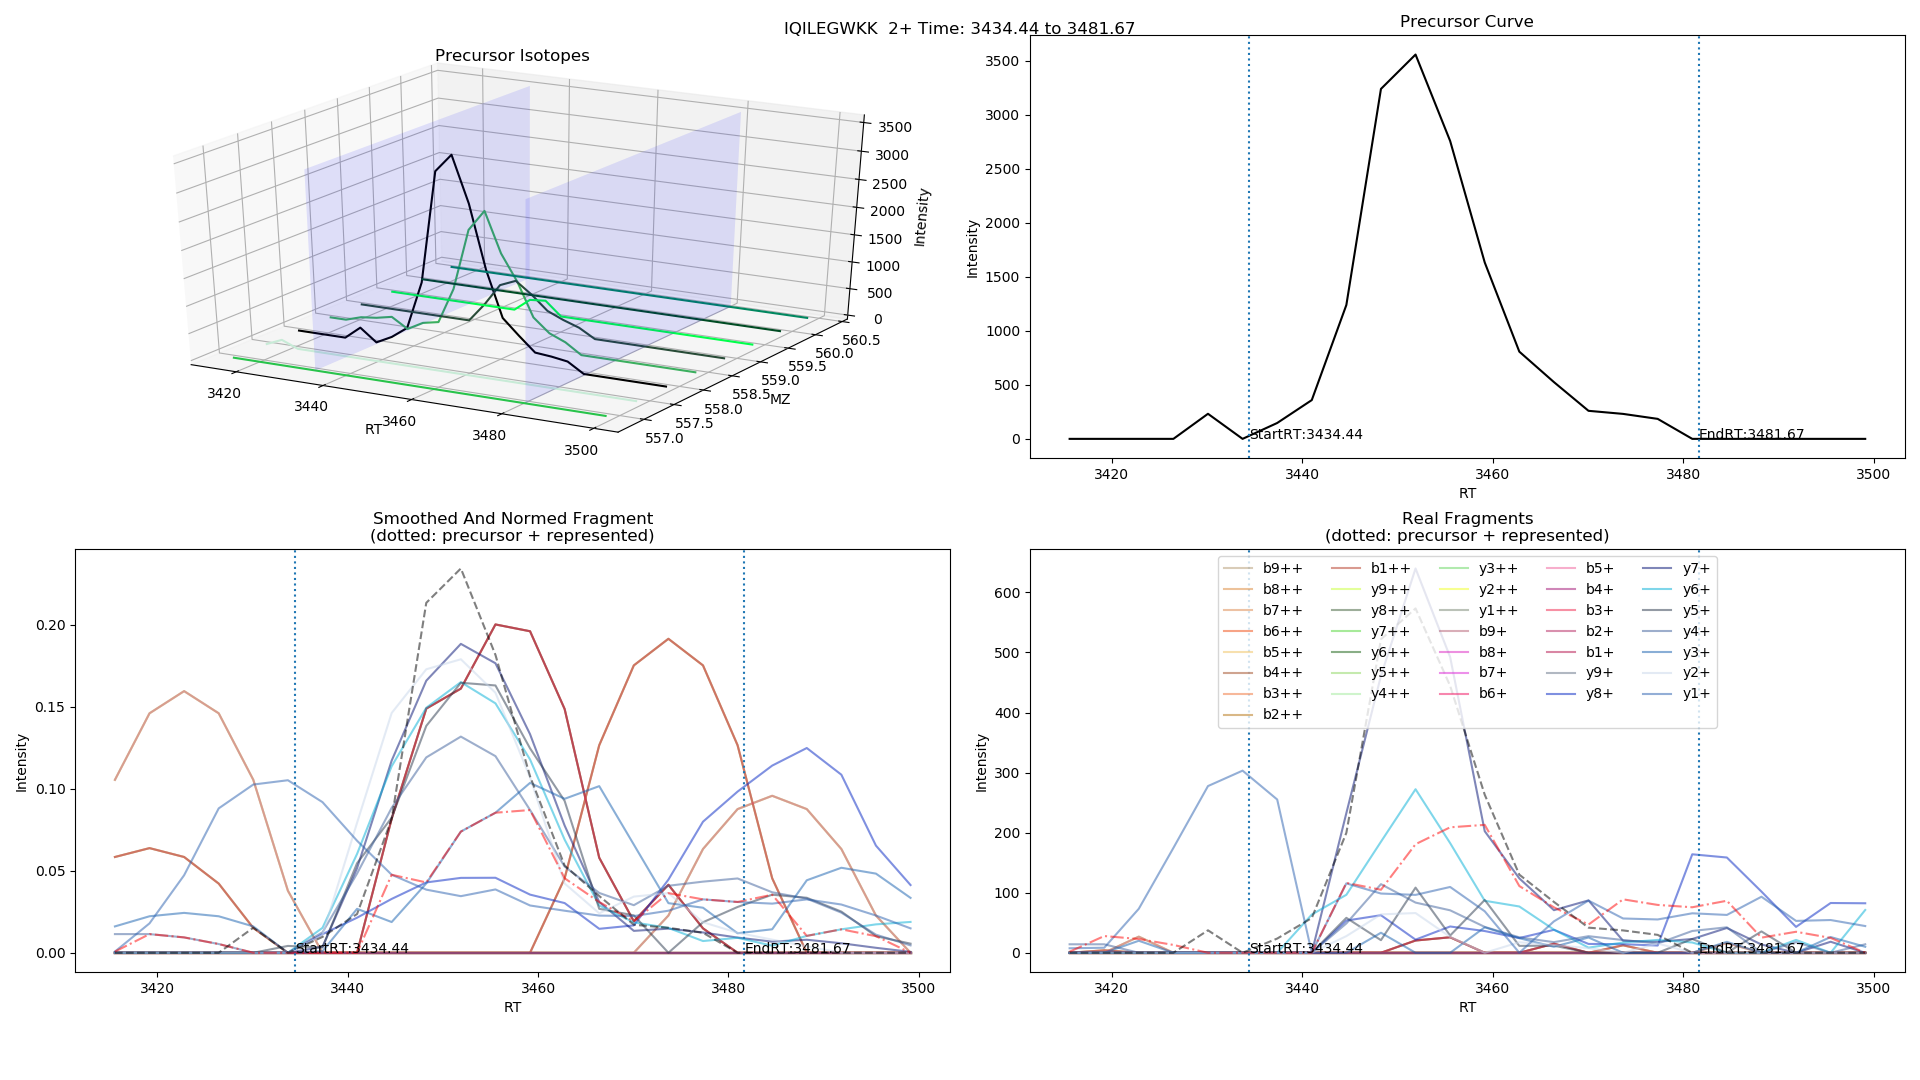 IQILEGWKK  2+ Time: 3434.44 to 3481.67
Precursor Isotopes
3500
3000
2500
2000
1500
1000
500
0
Intensity
560.5
560.0
559.5
559.0
558.5
558.0
557.5
557.0
MZ
3420
3440
3460
3480
3500
RT
Precursor Curve
3500
3000
2500
2000
1500
1000
500
0
Intensity
StartRT:3434.44
EndRT:3481.67
3420 3440 3460 3480 3500
RT
Smoothed And Normed Fragment
(dotted: precursor + represented)
0.20
0.15
0.10
0.05
0.00
Intensity
StartRT:3434.44
EndRT:3481.67
3420 3440 3460 3480 3500
RT
Real Fragments
(dotted: precursor + represented)
600
500
400
300
200
100
0
Intensity
b9++ b1++ y3++ b5+ y7+
b8++ y9++ y2++ b4+ y6+
b7++ y8++ y1++ b3+ y5+
b6++ y7++ b9+ b2+ y4+
b5++ y6++ b8+ b1+ y3+
b4++ y5++ b7+ y9+ y2+
b3++ y4++ b6+ y8+ y1+
b2++
StartRT:3434.44
EndRT:3481.67
3420 3440 3460 3480 3500
RT